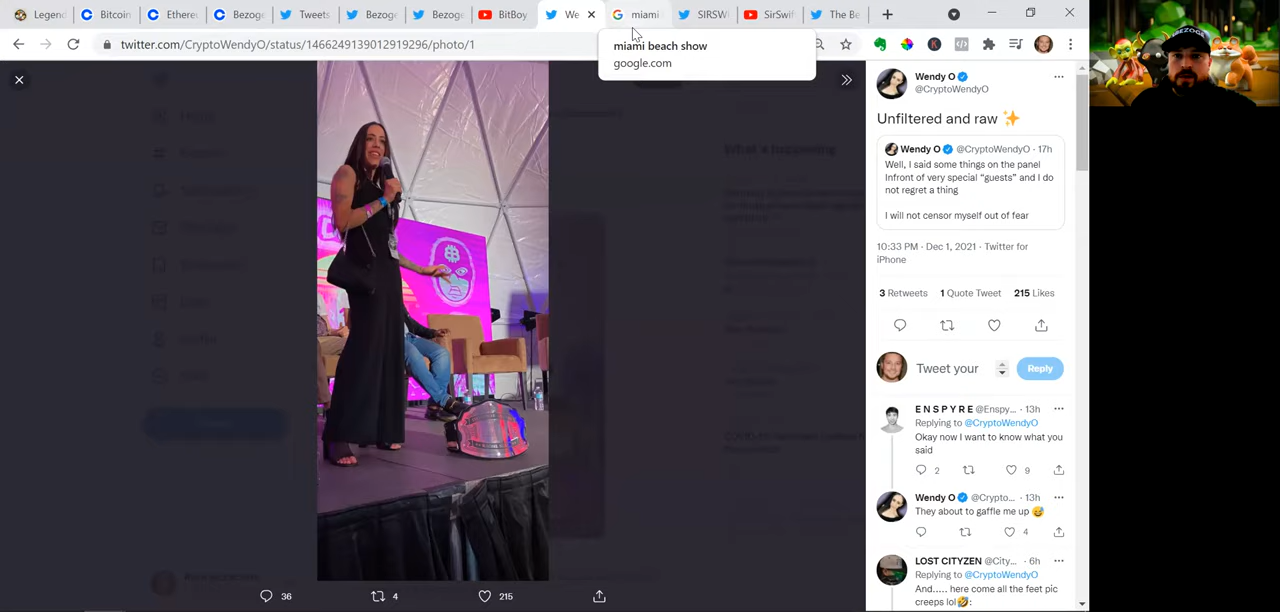 Legend
Bitcoin
Ethere
Bezoge
Tweets
Bezoge
Bezoge
BitBoy
We
miami
SIRSWI
SirSwif
The Be
twitter.com/CryptoWendyO/status/1466249139012919296/photo/1
miami beach show
google.com
BEZOGE
Wendy O
@CryptoWendyO
Unfiltered and raw ✨
Wendy O @CryptoWendyO · 17h
Well, I said some things on the panel
Infront of very special “guests” and I do
not regret a thing
I will not censor myself out of fear
10:33 PM · Dec 1, 2021 · Twitter for
iPhone
3 Retweets 1 Quote Tweet 215 Likes
Tweet your Reply
E N S P Y R E @Enspy... · 13h
Replying to @CryptoWendyO
Okay now I want to know what you
said
2 9
Wendy O @Crypto... · 13h
They about to gaffle me up 😅
4
LOST CITYZEN @City... · 6h
Replying to @CryptoWendyO
And..... here come all the feet pic
creeps lol🤣:
36 4 215